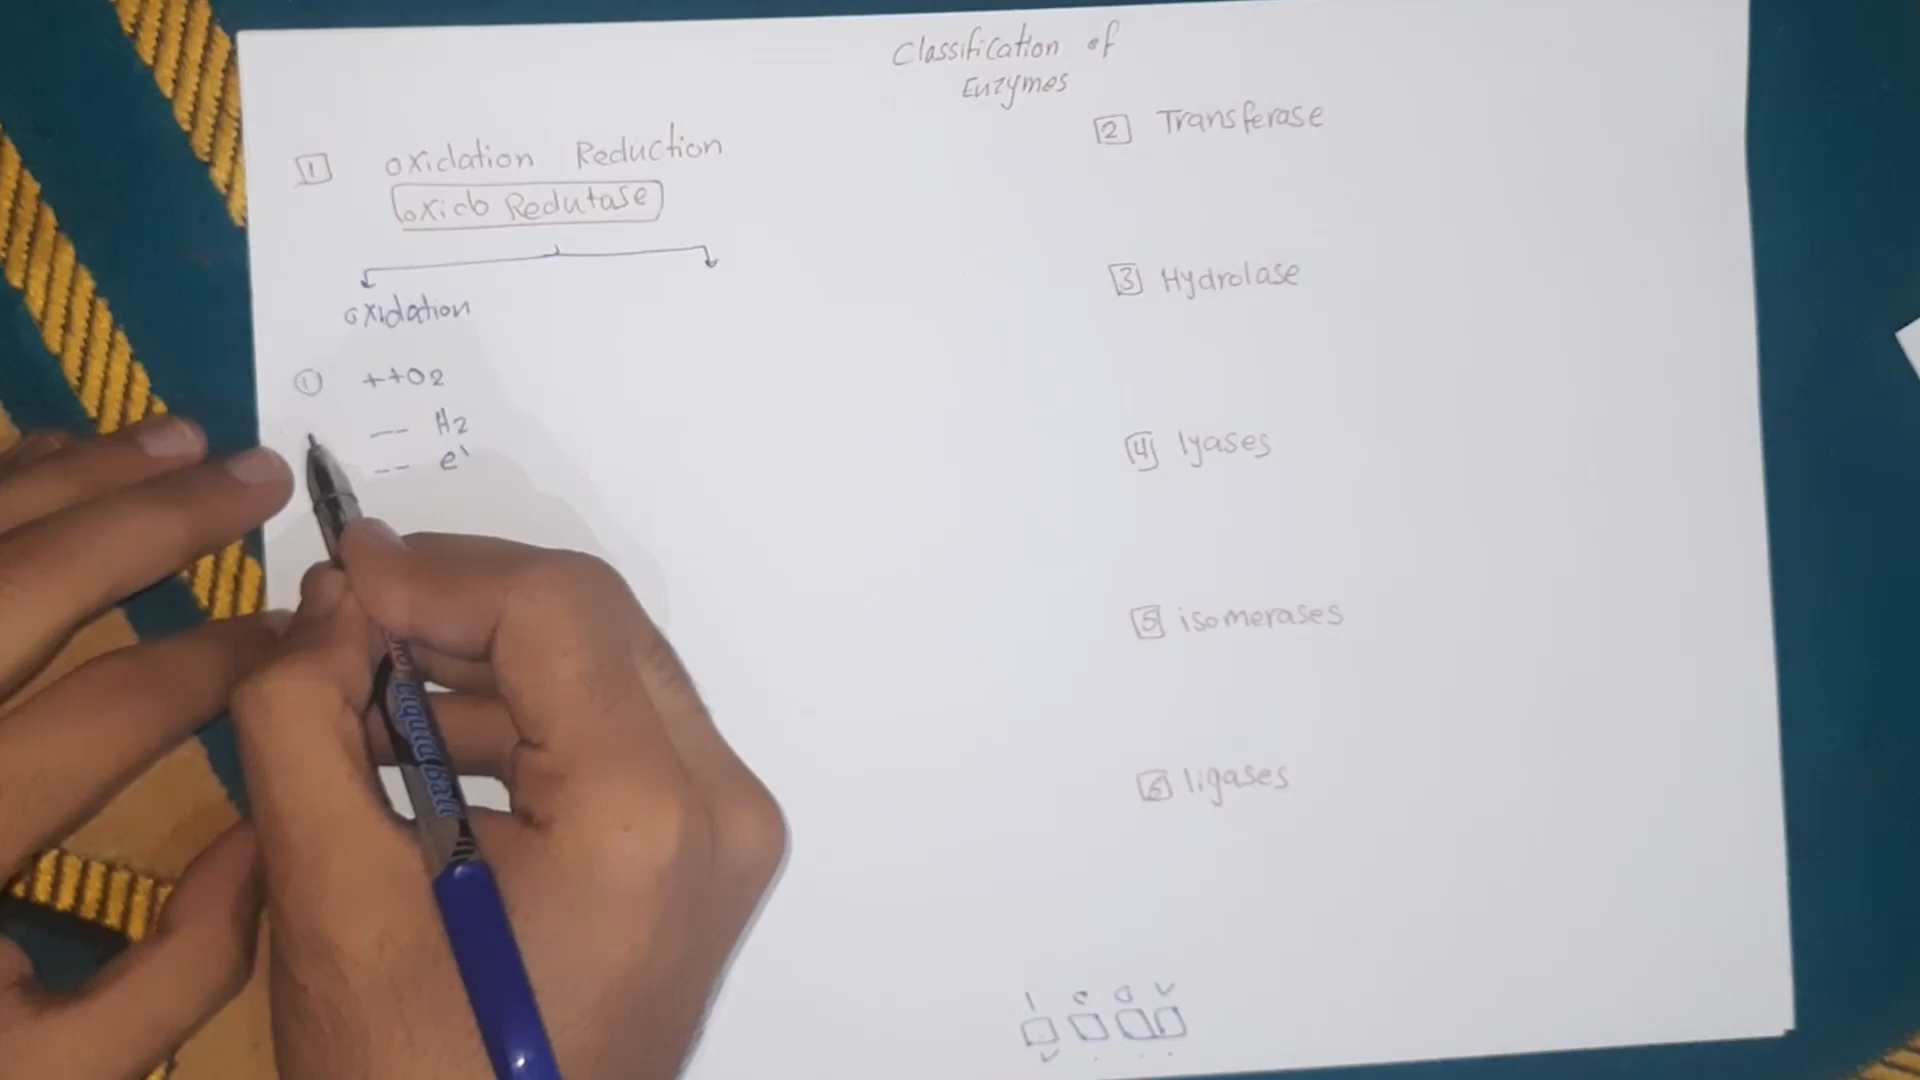 Classification of
Enzymes
1 oxidation Reduction
oxido Redutase
oxidation
1 ++O2
-- H2
-- e'
2 Transferase
3 Hydrolase
4 lyases
5 isomerases
6 ligases
Liquid Ball